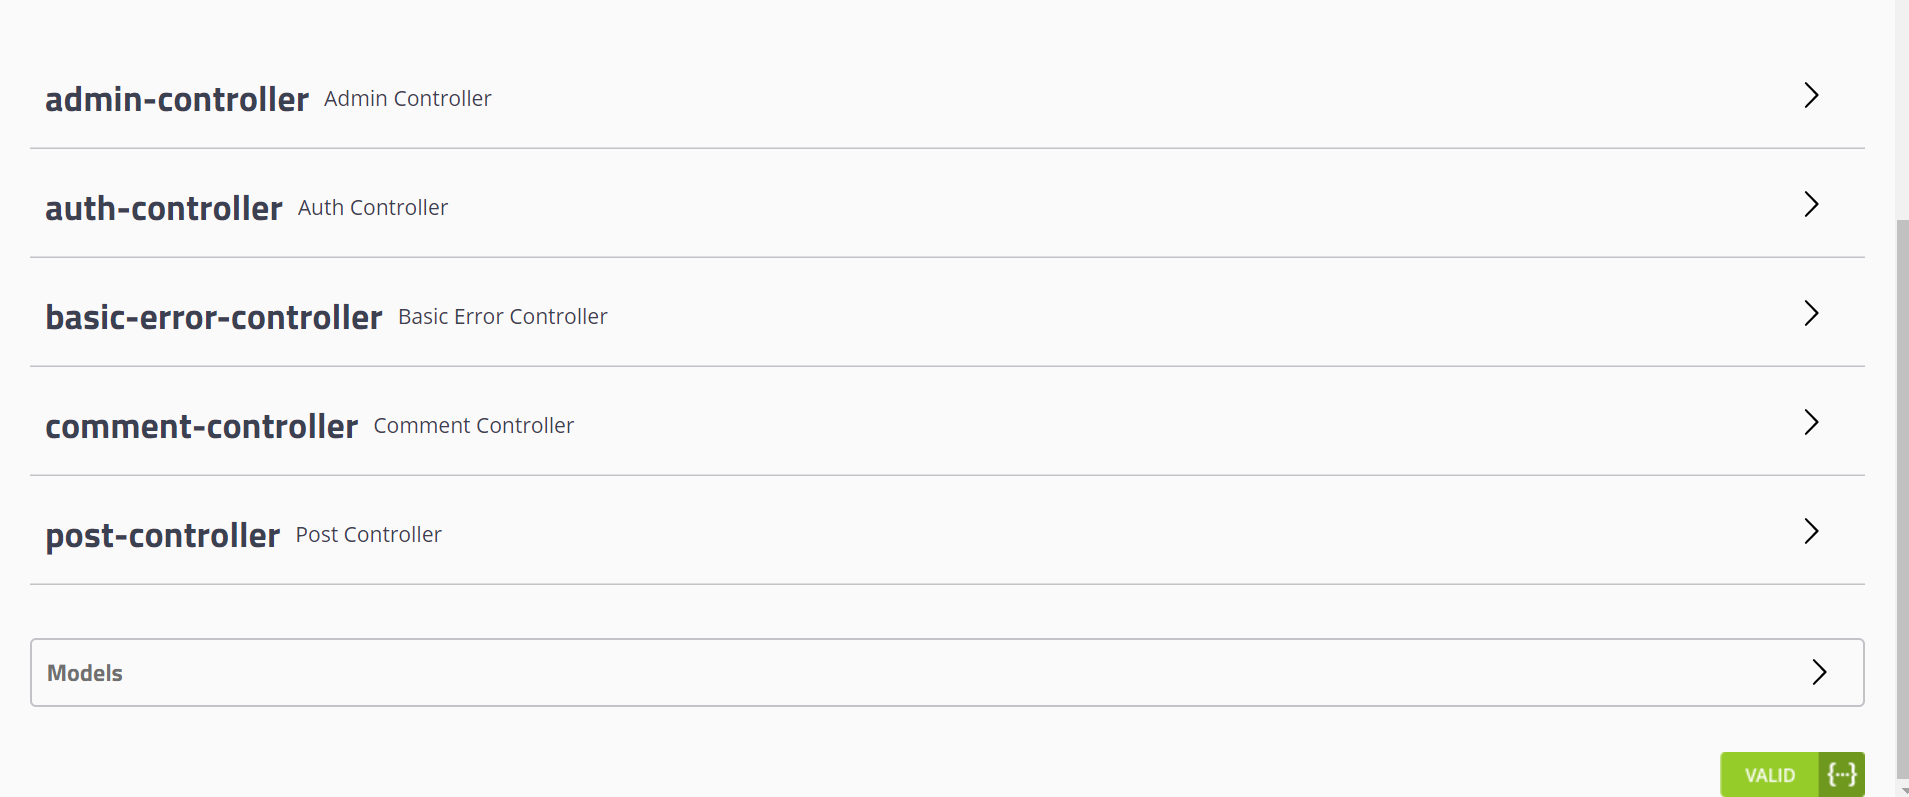 admin-controller Admin Controller
auth-controller Auth Controller
basic-error-controller Basic Error Controller
comment-controller Comment Controller
post-controller Post Controller
Models
VALID {···}